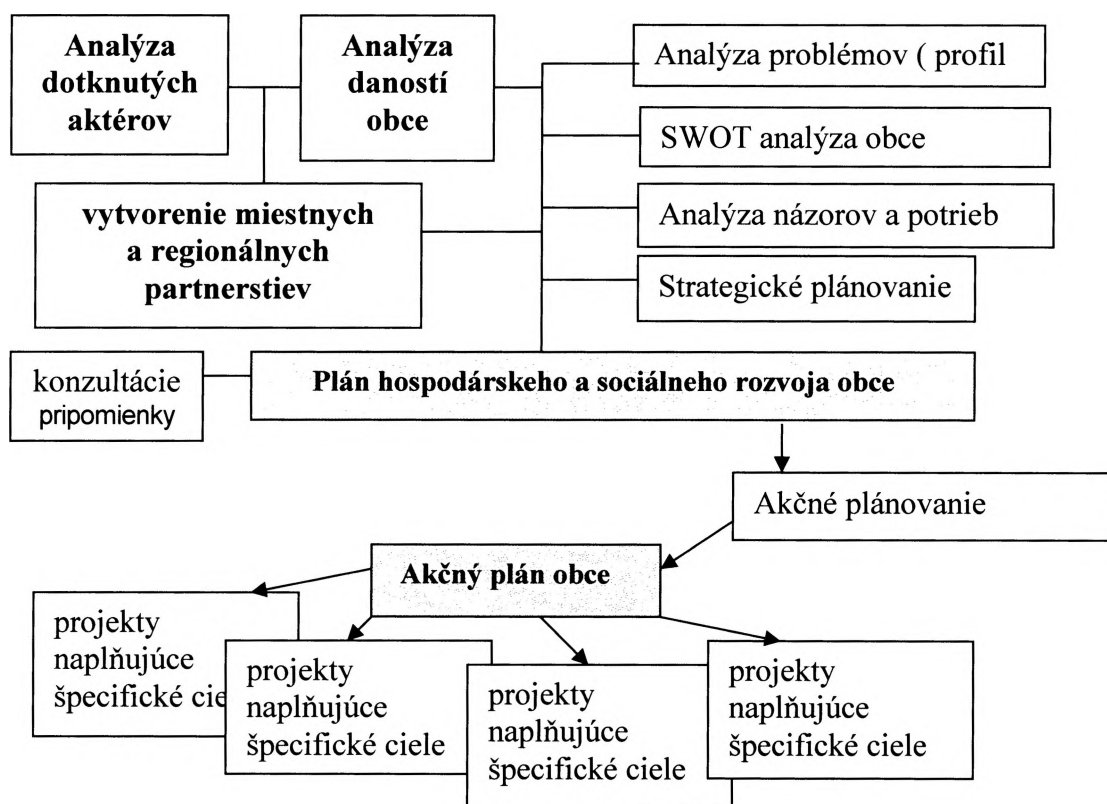 Analýza
dotknutých
aktérov
Analýza
daností
obce
Analýza problémov ( profil
SWOT analýza obce
Analýza názorov a potrieb
Strategické plánovanie
vytvorenie miestnych
a regionálnych
partnerstiev
konzultácie
pripomienky
Plán hospodárskeho a sociálneho rozvoja obce
Akčné plánovanie
Akčný plán obce
projekty
naplňujúce
špecifické cie
projekty
naplňujúce
špecifické ciele
projekty
naplňujúce
špecifické ciele
projekty
naplňujúce
špecifické ciele